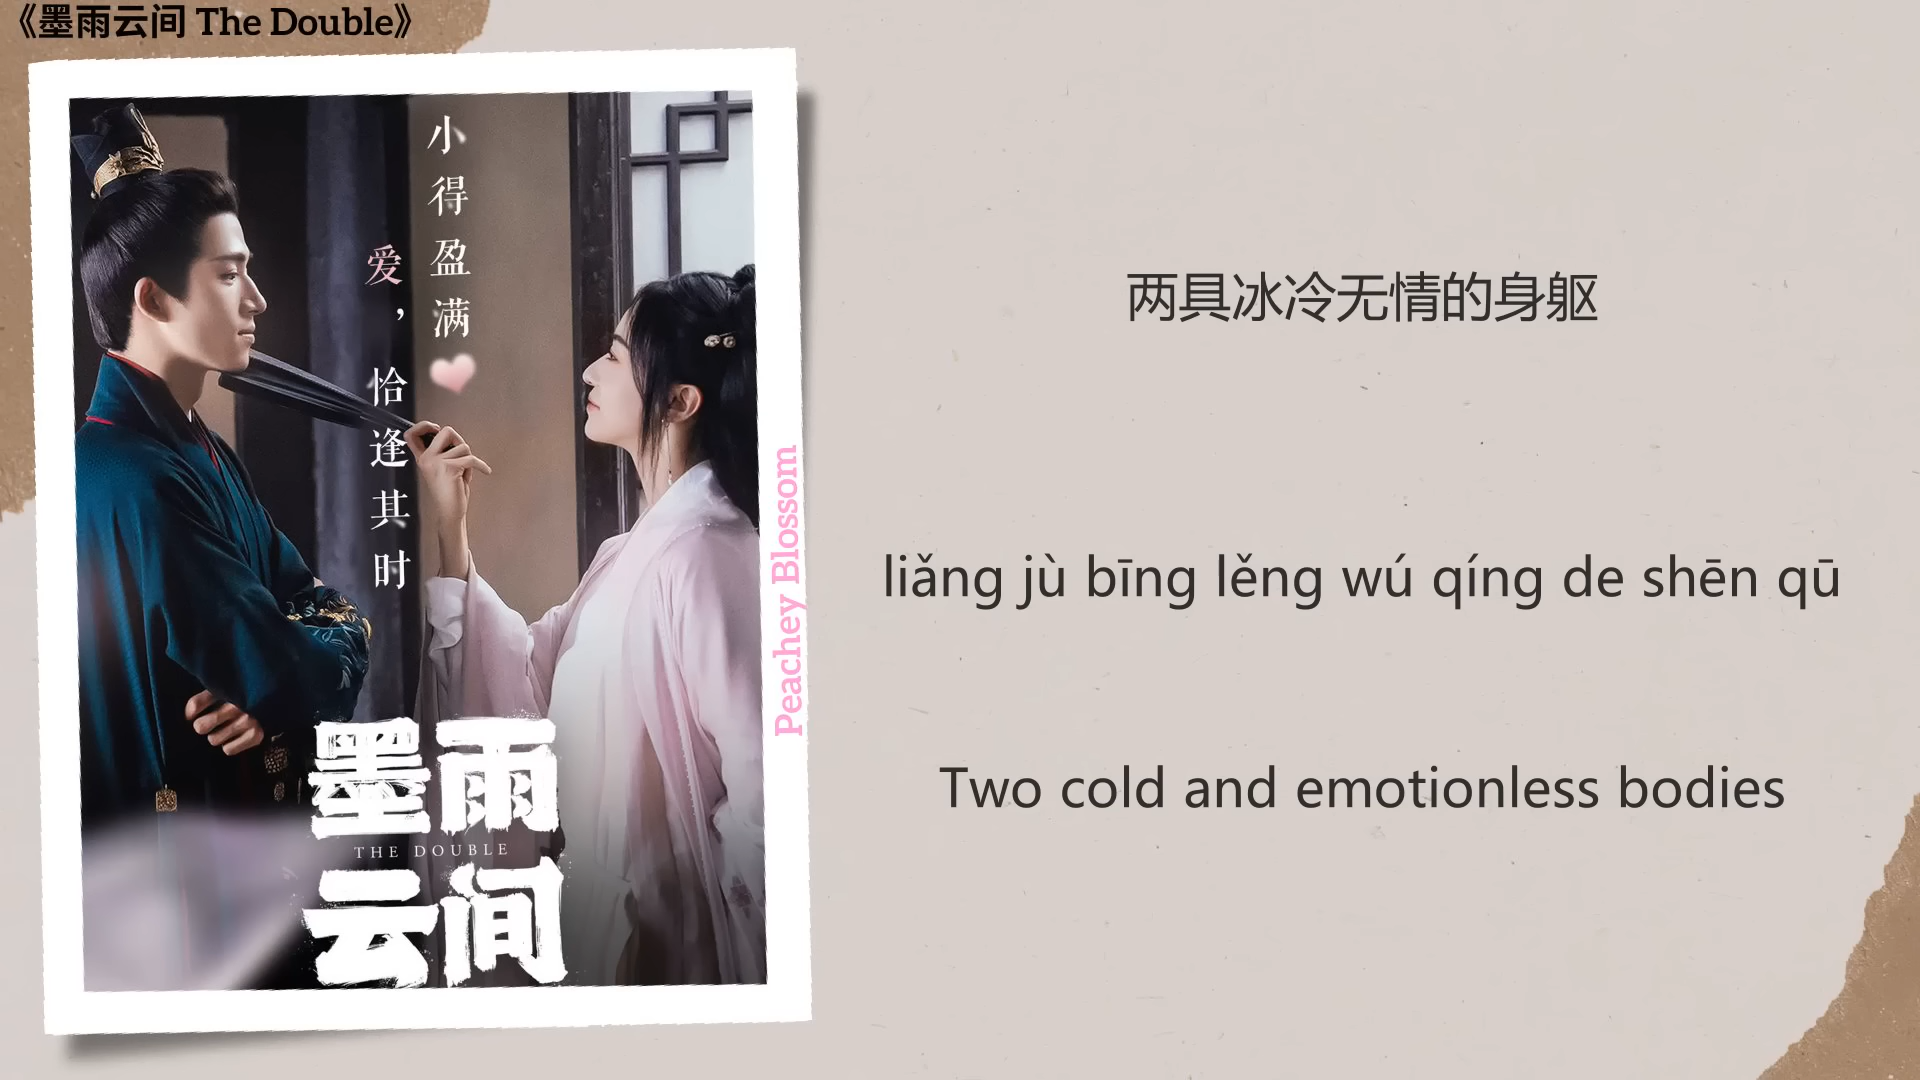 《墨雨云间 The Double》
小得盈满
爱，恰逢其时
墨雨
THE DOUBLE
云间
Peachey Blossom
两具冰冷无情的身躯
liǎng jù bīng lěng wú qíng de shēn qū
Two cold and emotionless bodies